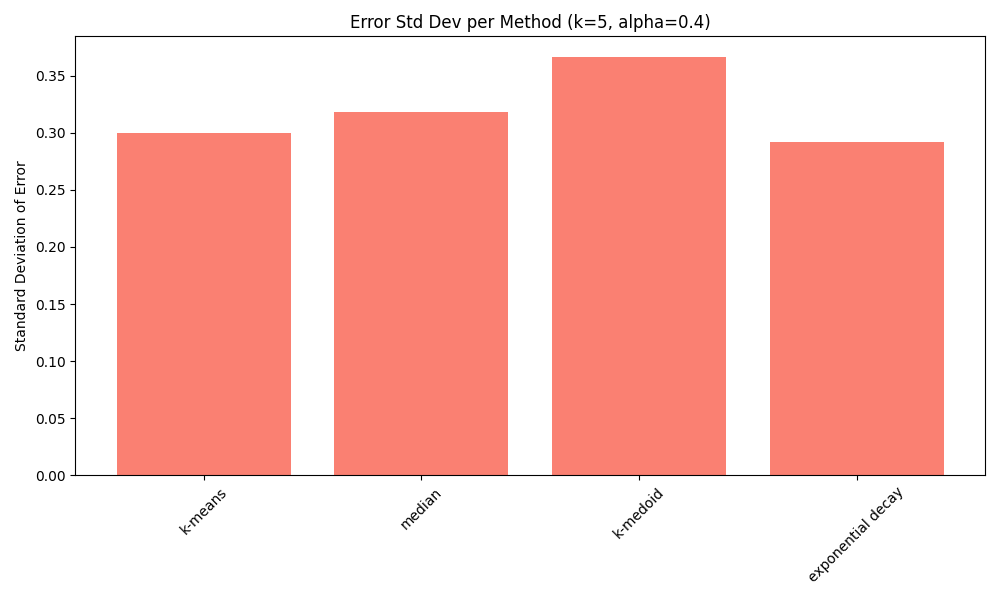 Error Std Dev per Method (k=5, alpha=0.4)
Standard Deviation of Error
0.35
0.30
0.25
0.20
0.15
0.10
0.05
0.00
k-means
median
k-medoid
exponential decay